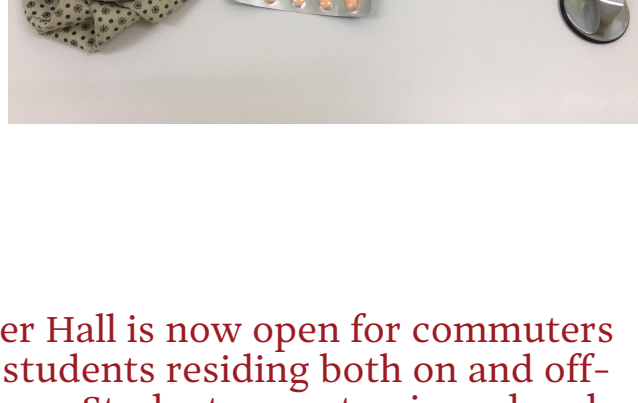 er Hall is now open for commuters
students residing both on and off-